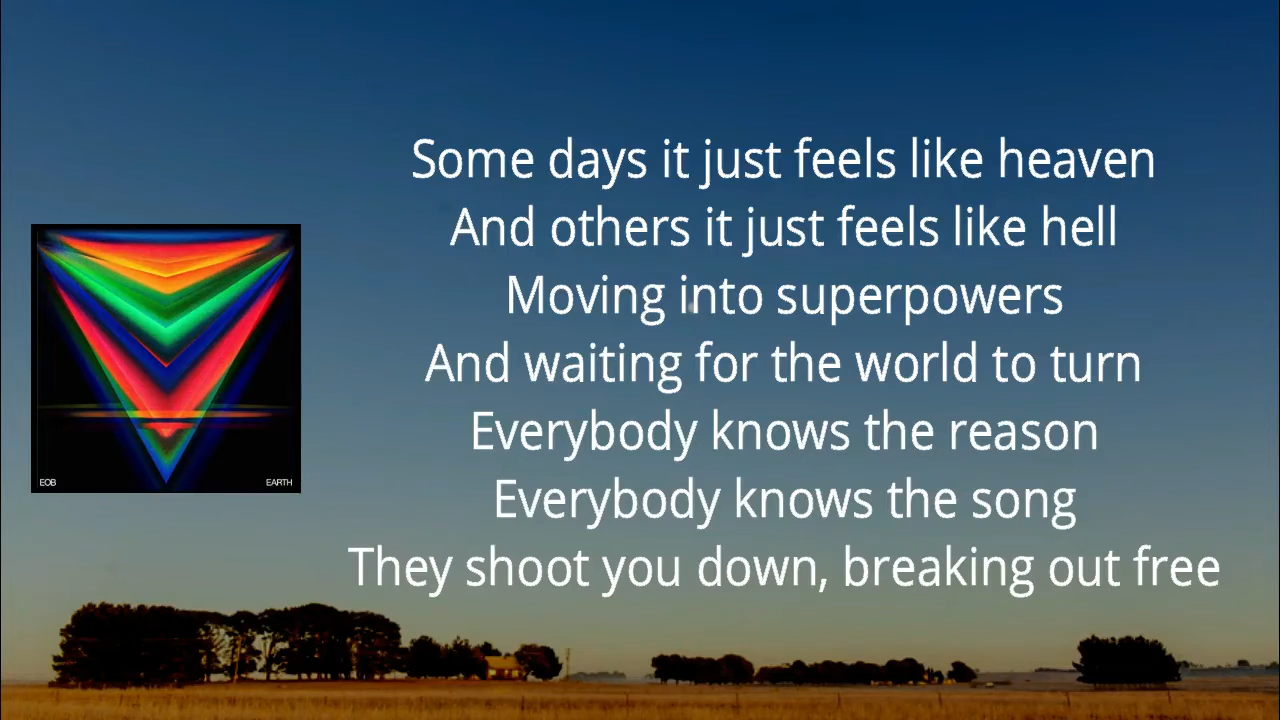 Some days it just feels like heaven
And others it just feels like hell
Moving into superpowers
And waiting for the world to turn
Everybody knows the reason
Everybody knows the song
They shoot you down, breaking out free
EOB
EARTH